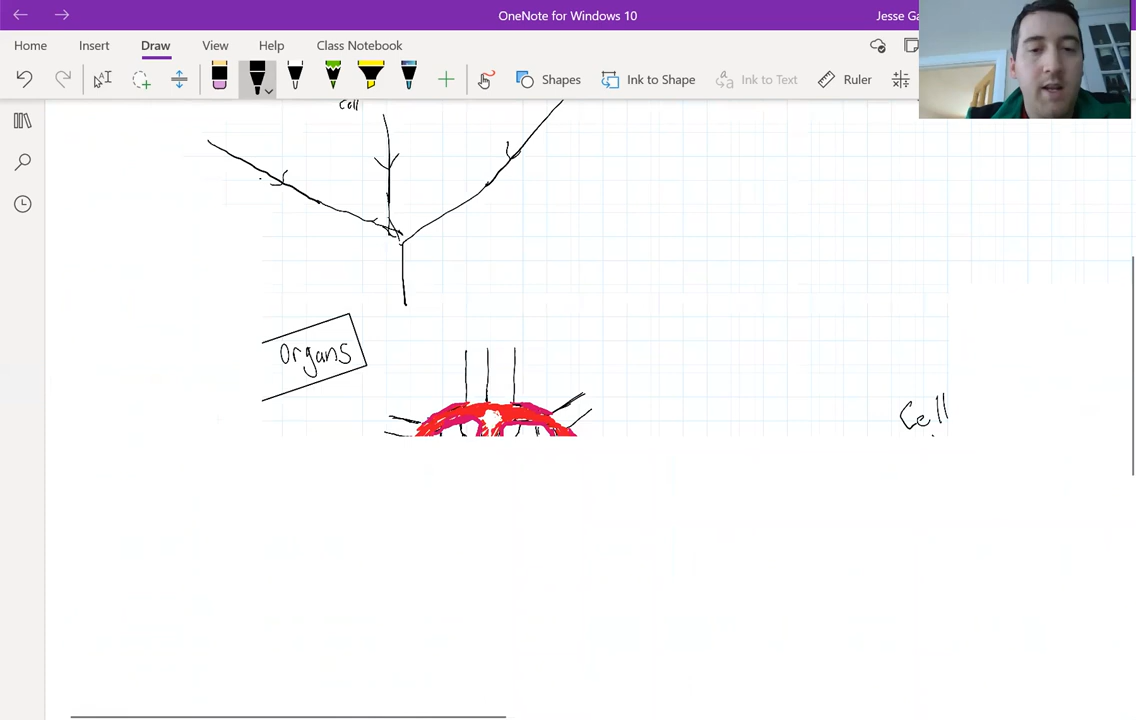 OneNote for Windows 10
Jesse Ga
Home Insert Draw View Help Class Notebook
Shapes Ink to Shape Ink to Text Ruler
Cell
Organs
Cell